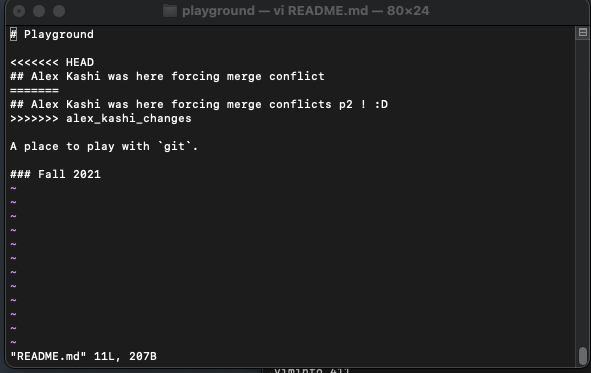 playground — vi README.md — 80×24
# Playground
<<<<<<< HEAD
## Alex Kashi was here forcing merge conflict
=======
## Alex Kashi was here forcing merge conflicts p2 ! :D
>>>>>>> alex_kashi_changes
A place to play with `git`.
### Fall 2021
~
~
~
~
~
~
~
~
~
~
~
~
"README.md" 11L, 207B